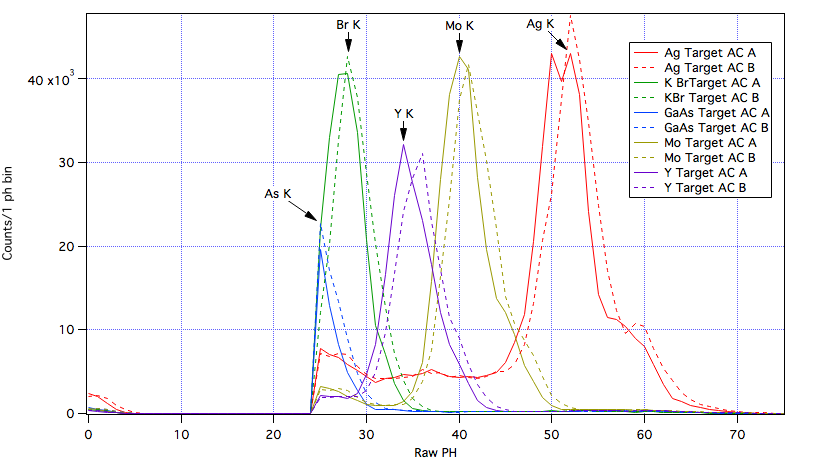 Br K
Mo K
Ag K
Y K
As K
Ag Target AC A
Ag Target AC B
K BrTarget AC A
KBr Target AC B
GaAs Target AC A
GaAs Target AC B
Mo Target AC A
Mo Target AC B
Y Target AC A
Y Target AC B
Counts/1 ph bin
40 x10³
30
20
10
0
0
10
20
30
40
50
60
70
Raw PH